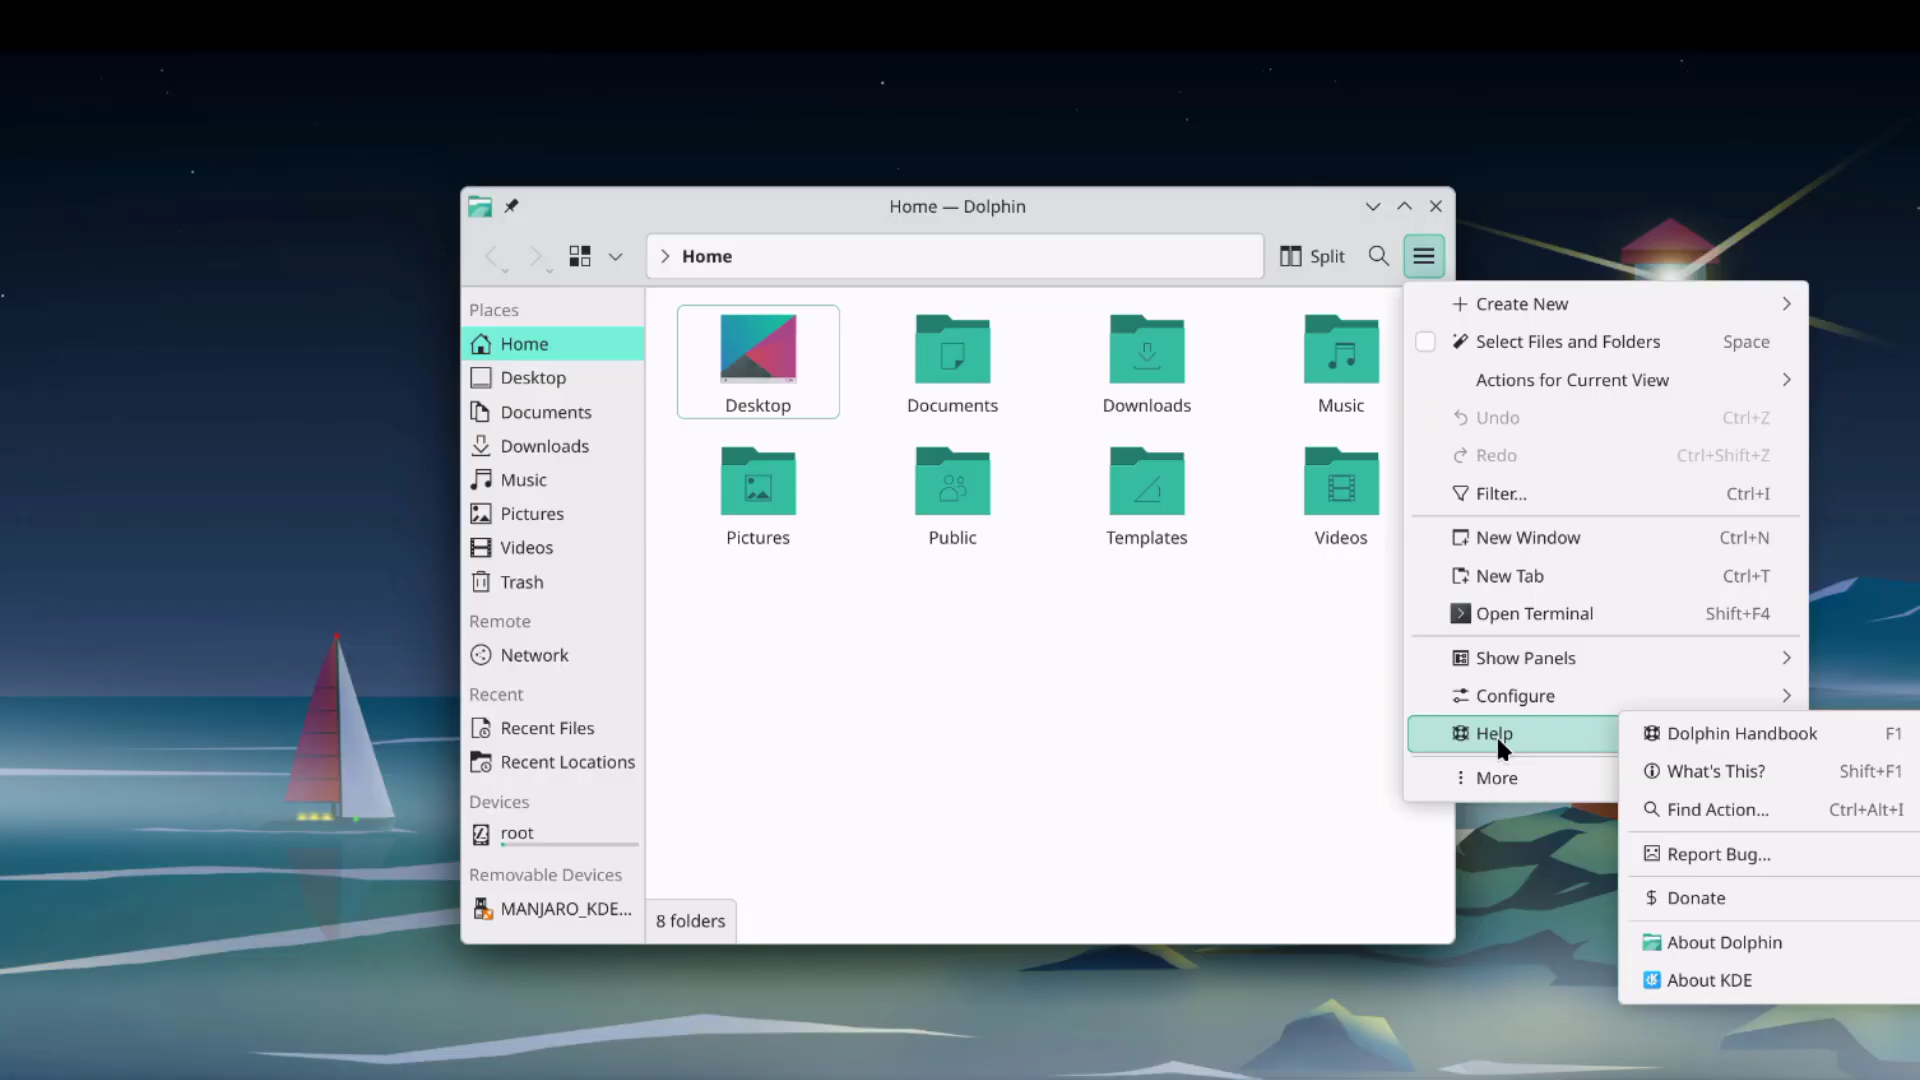 Home — Dolphin
Home
Split
Places
Home
Desktop
Documents
Downloads
Music
Pictures
Videos
Trash
Remote
Network
Recent
Recent Files
Recent Locations
Devices
root
Removable Devices
MANJARO_KDE...
Desktop
Documents
Downloads
Music
Pictures
Public
Templates
Videos
8 folders
Create New
Select Files and Folders Space
Actions for Current View
Undo Ctrl+Z
Redo Ctrl+Shift+Z
Filter... Ctrl+I
New Window Ctrl+N
New Tab Ctrl+T
Open Terminal Shift+F4
Show Panels
Configure
Help
More
Dolphin Handbook F1
What's This? Shift+F1
Find Action... Ctrl+Alt+I
Report Bug...
Donate
About Dolphin
About KDE